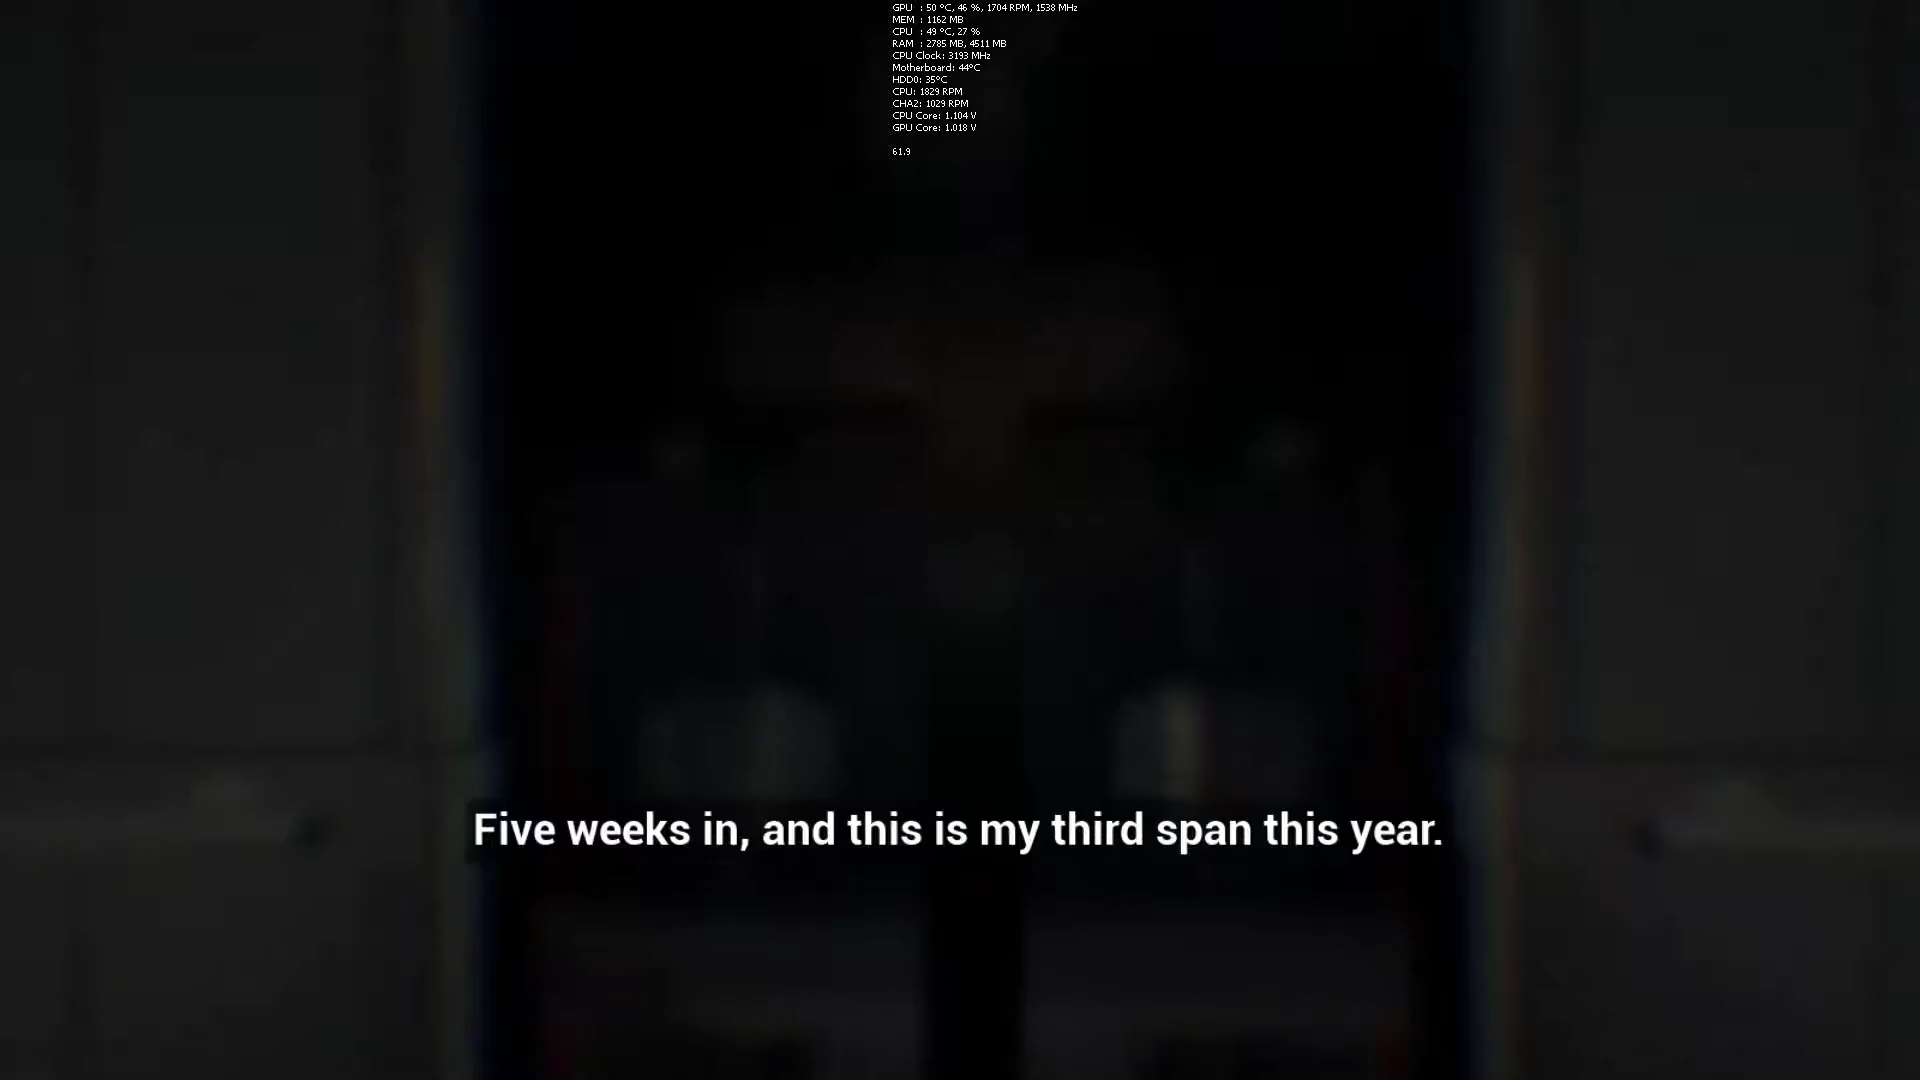 GPU : 50 °C, 46 %, 1704 RPM, 1538 MHz
MEM : 1162 MB
CPU : 49 °C, 27 %
RAM : 2785 MB, 4511 MB
CPU Clock: 3193 MHz
Motherboard: 44°C
HDD0: 35°C
CPU: 1829 RPM
CHA2: 1029 RPM
CPU Core: 1.104 V
GPU Core: 1.018 V
61.9
Five weeks in, and this is my third span this year.